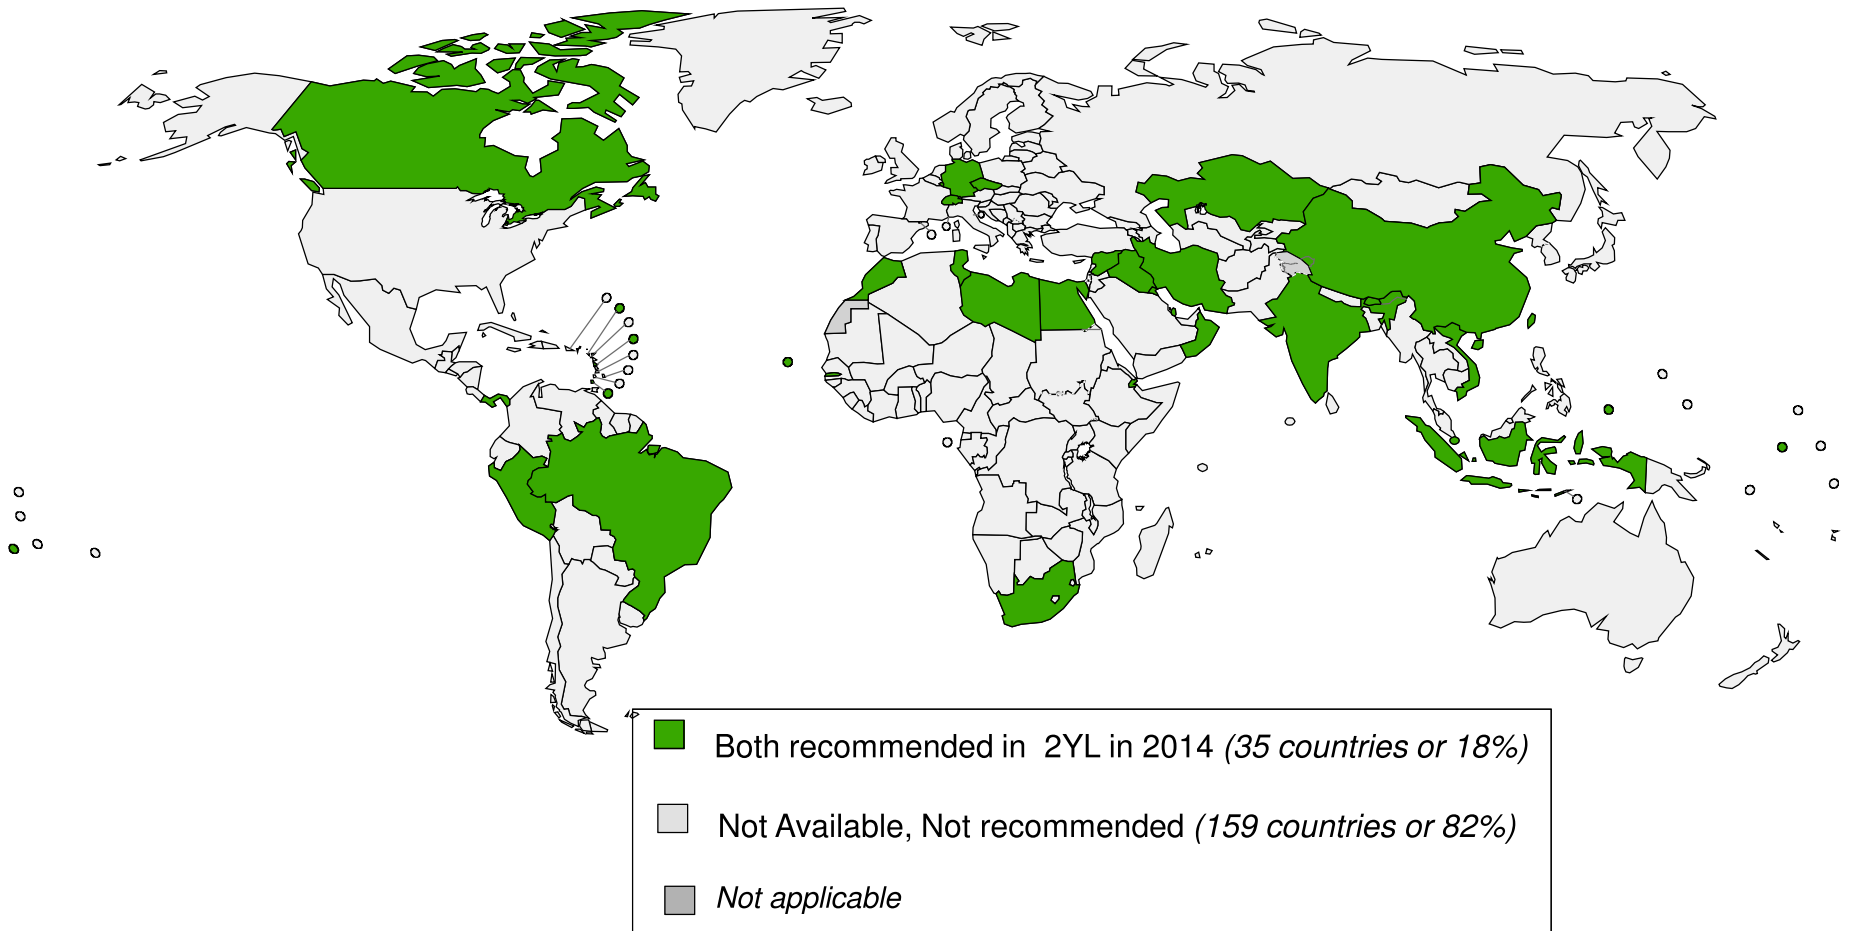 Both recommended in  2YL in 2014 (35 countries or 18%)
Not Available, Not recommended (159 countries or 82%)
Not applicable